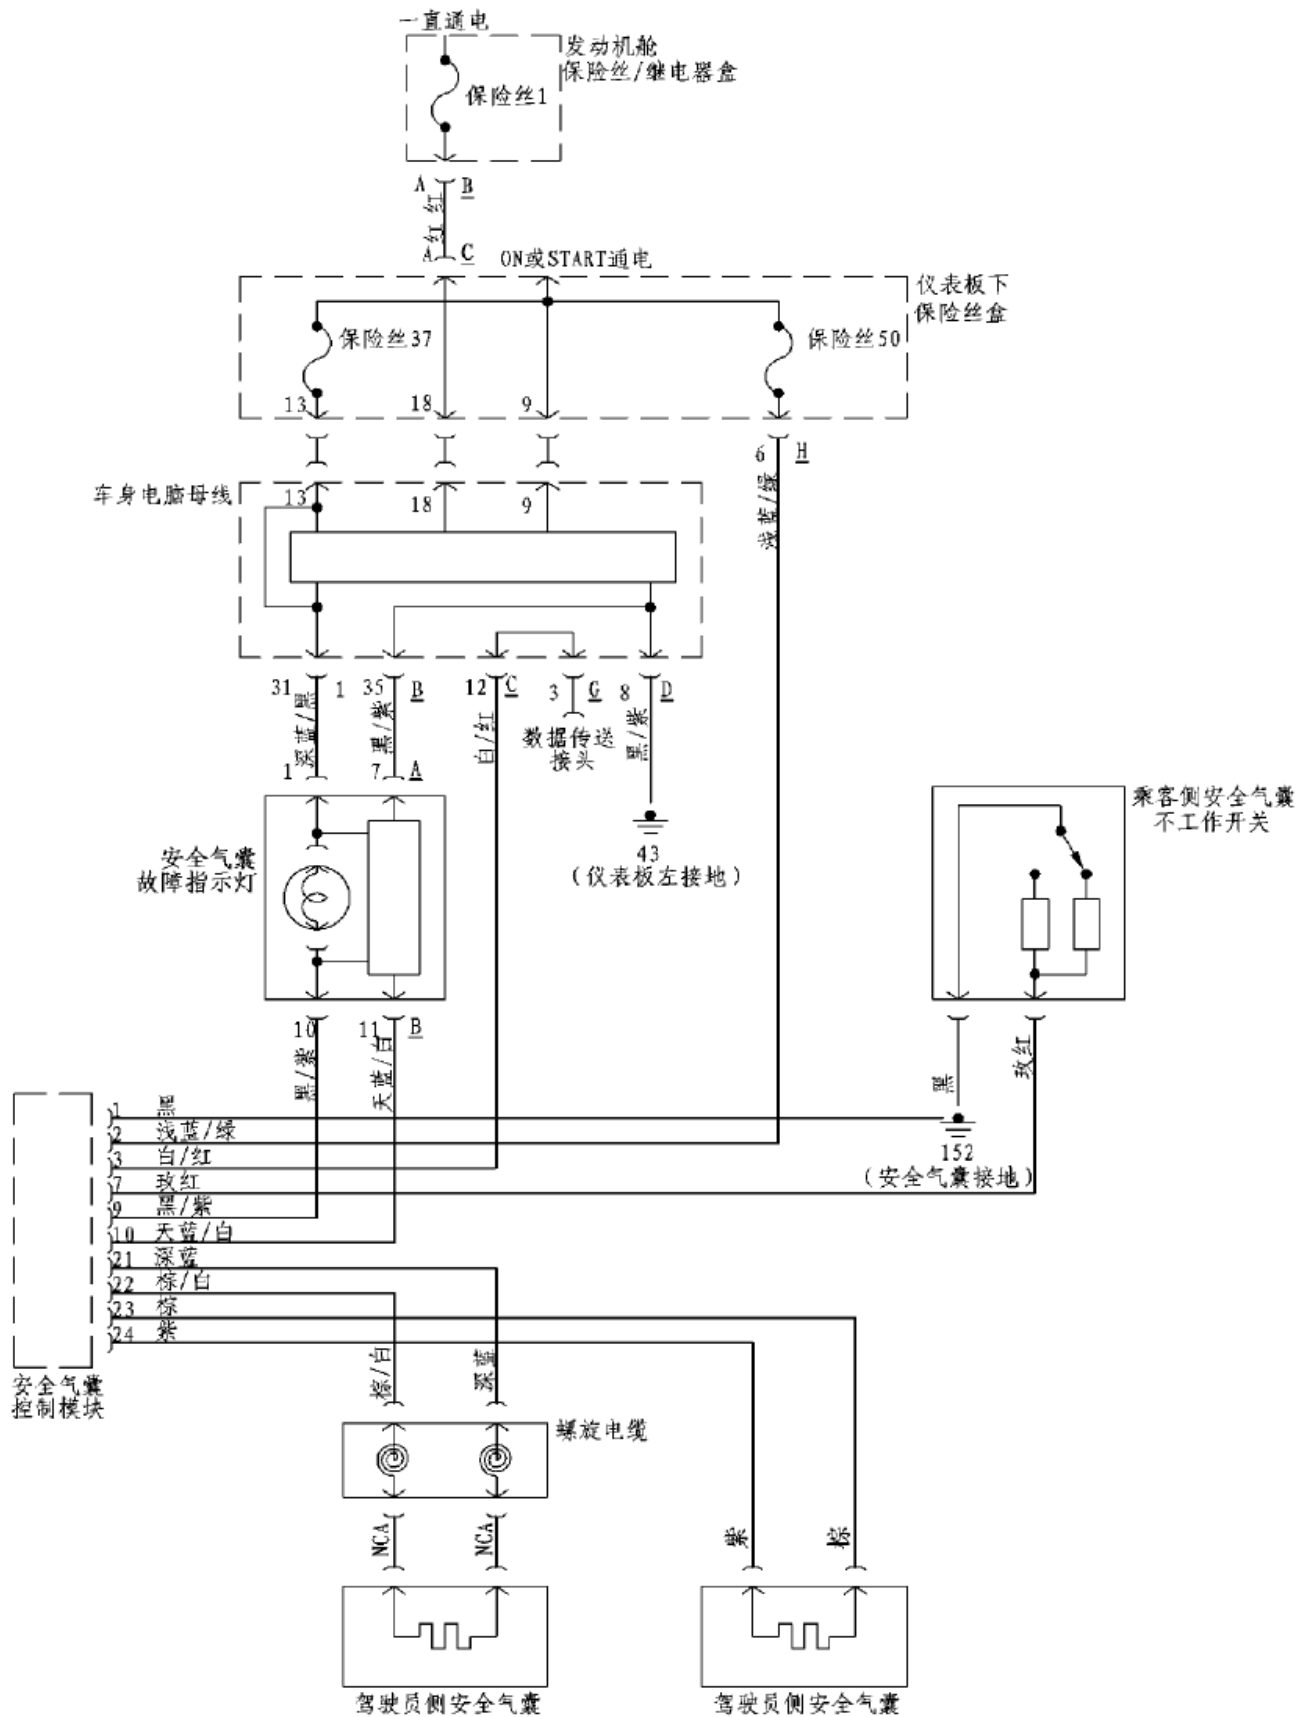 一直通电
发动机舱
保险丝/继电器盒
保险丝1
A B
红 红
A C
ON或START通电
仪表板下
保险丝盒
保险丝37
保险丝50
13 18 9
6 H
浅蓝/绿
车身电脑母线
13 18 9
31 1 35 B 12 C 3 G 8 D
深蓝/黑
黑/紫
白/红
数据传送
接头
黑/紫
1 7 A
43
(仪表板左接地)
安全气囊
故障指示灯
乘客侧安全气囊
不工作开关
10 11 B
黑/紫
天蓝/白
黑
玫红
152
(安全气囊接地)
1 黑
2 浅蓝/绿
3 白/红
7 玫红
9 黑/紫
10 天蓝/白
21 深蓝
22 棕/白
23 棕
24 紫
安全气囊
控制模块
棕/白
深蓝
螺旋电缆
NCA NCA
紫 棕
驾驶员侧安全气囊
驾驶员侧安全气囊